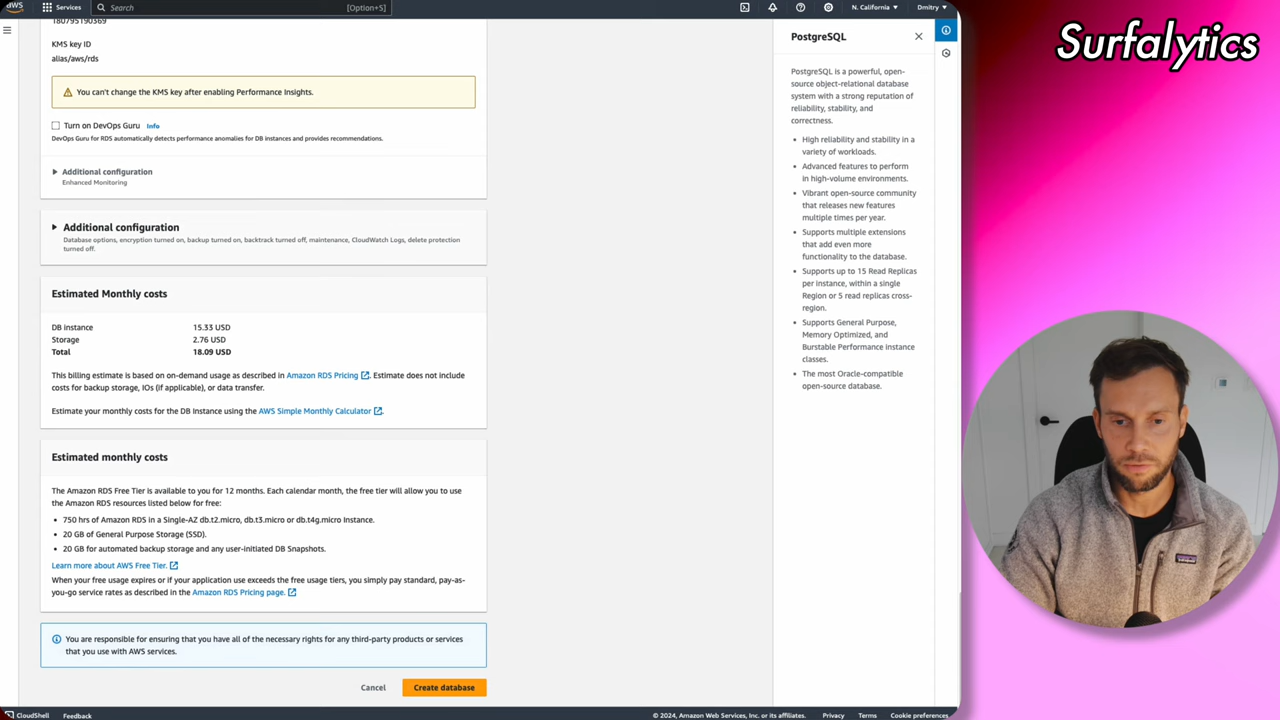 aws
Services
Search
[Option+S]
N. California
Dmitry
Surfalytics
180795190369
KMS key ID
alias/aws/rds
You can't change the KMS key after enabling Performance Insights.
Turn on DevOps Guru Info
DevOps Guru for RDS automatically detects performance anomalies for DB instances and provides recommendations.
Additional configuration
Enhanced Monitoring
Additional configuration
Database options, encryption turned on, backup turned on, backtrack turned off, maintenance, CloudWatch Logs, delete protection
turned off.
Estimated Monthly costs
DB instance 15.33 USD
Storage 2.76 USD
Total 18.09 USD
This billing estimate is based on on-demand usage as described in Amazon RDS Pricing. Estimate does not include
costs for backup storage, IOs (if applicable), or data transfer.
Estimate your monthly costs for the DB Instance using the AWS Simple Monthly Calculator.
Estimated monthly costs
The Amazon RDS Free Tier is available to you for 12 months. Each calendar month, the free tier will allow you to use
the Amazon RDS resources listed below for free:
• 750 hrs of Amazon RDS in a Single-AZ db.t2.micro, db.t3.micro or db.t4g.micro Instance.
• 20 GB of General Purpose Storage (SSD).
• 20 GB for automated backup storage and any user-initiated DB Snapshots.
Learn more about AWS Free Tier.
When your free usage expires or if your application use exceeds the free usage tiers, you simply pay standard, pay-as-
you-go service rates as described in the Amazon RDS Pricing page.
You are responsible for ensuring that you have all of the necessary rights for any third-party products or services
that you use with AWS services.
Cancel
Create database
PostgreSQL
PostgreSQL is a powerful, open-
source object-relational database
system with a strong reputation of
reliability, stability, and
correctness.
• High reliability and stability in a
variety of workloads.
• Advanced features to perform
in high-volume environments.
• Vibrant open-source community
that releases new features
multiple times per year.
• Supports multiple extensions
that add even more
functionality to the database.
• Supports up to 15 Read Replicas
per instance, within a single
Region or 5 read replicas cross-
region.
• Supports General Purpose,
Memory Optimized, and
Burstable Performance instance
classes.
• The most Oracle-compatible
open-source database.
CloudShell
Feedback
© 2024, Amazon Web Services, Inc. or its affiliates.
Privacy
Terms
Cookie preferences